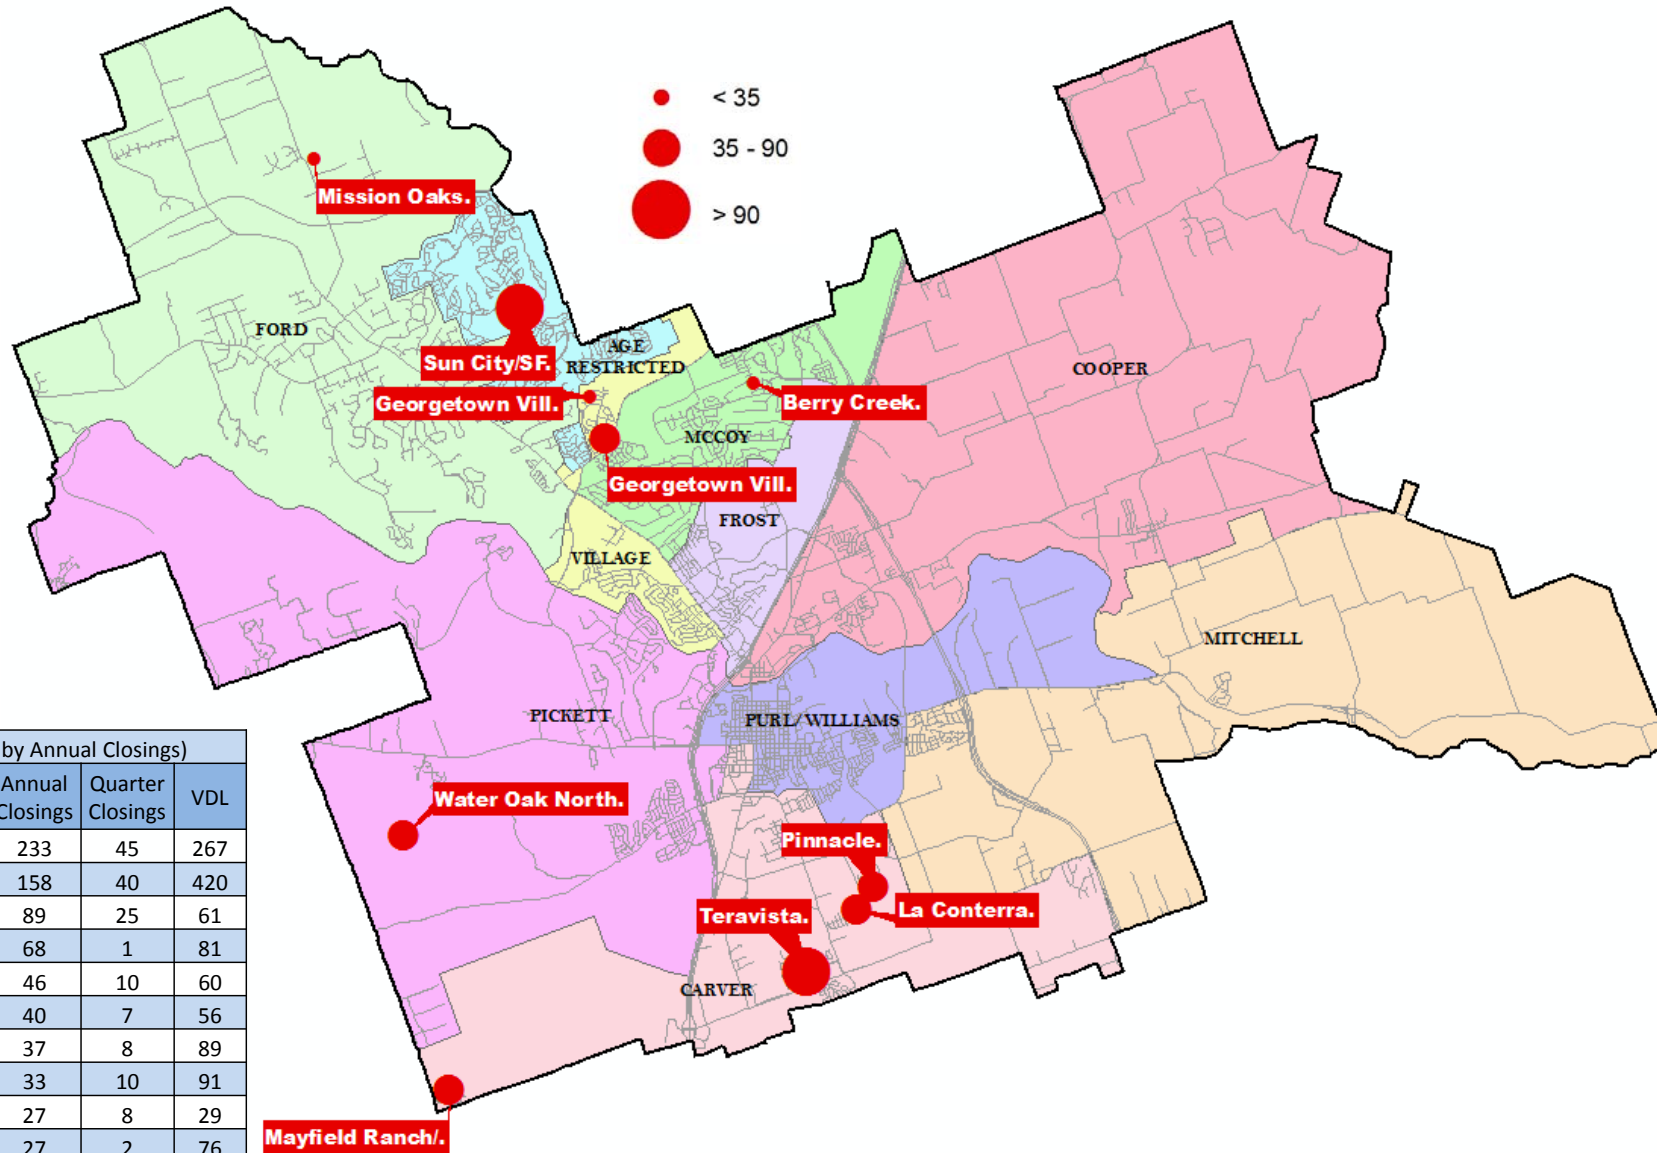 < 35
35 - 90
> 90
Mission Oaks.
FORD
Sun City/SF.
AGE
RESTRICTED
COOPER
Georgetown Vill.
Berry Creek.
MCCOY
Georgetown Vill.
FROST
VILLAGE
MITCHELL
PICKETT
PURL/WILLIAMS
Water Oak North.
Pinnacle.
La Conterra.
Teravista.
CARVER
Mayfield Ranch/.
by Annual Closings)
Annual Closings Quarter Closings VDL
233 45 267
158 40 420
89 25 61
68 1 81
46 10 60
40 7 56
37 8 89
33 10 91
27 8 29
27 2 76